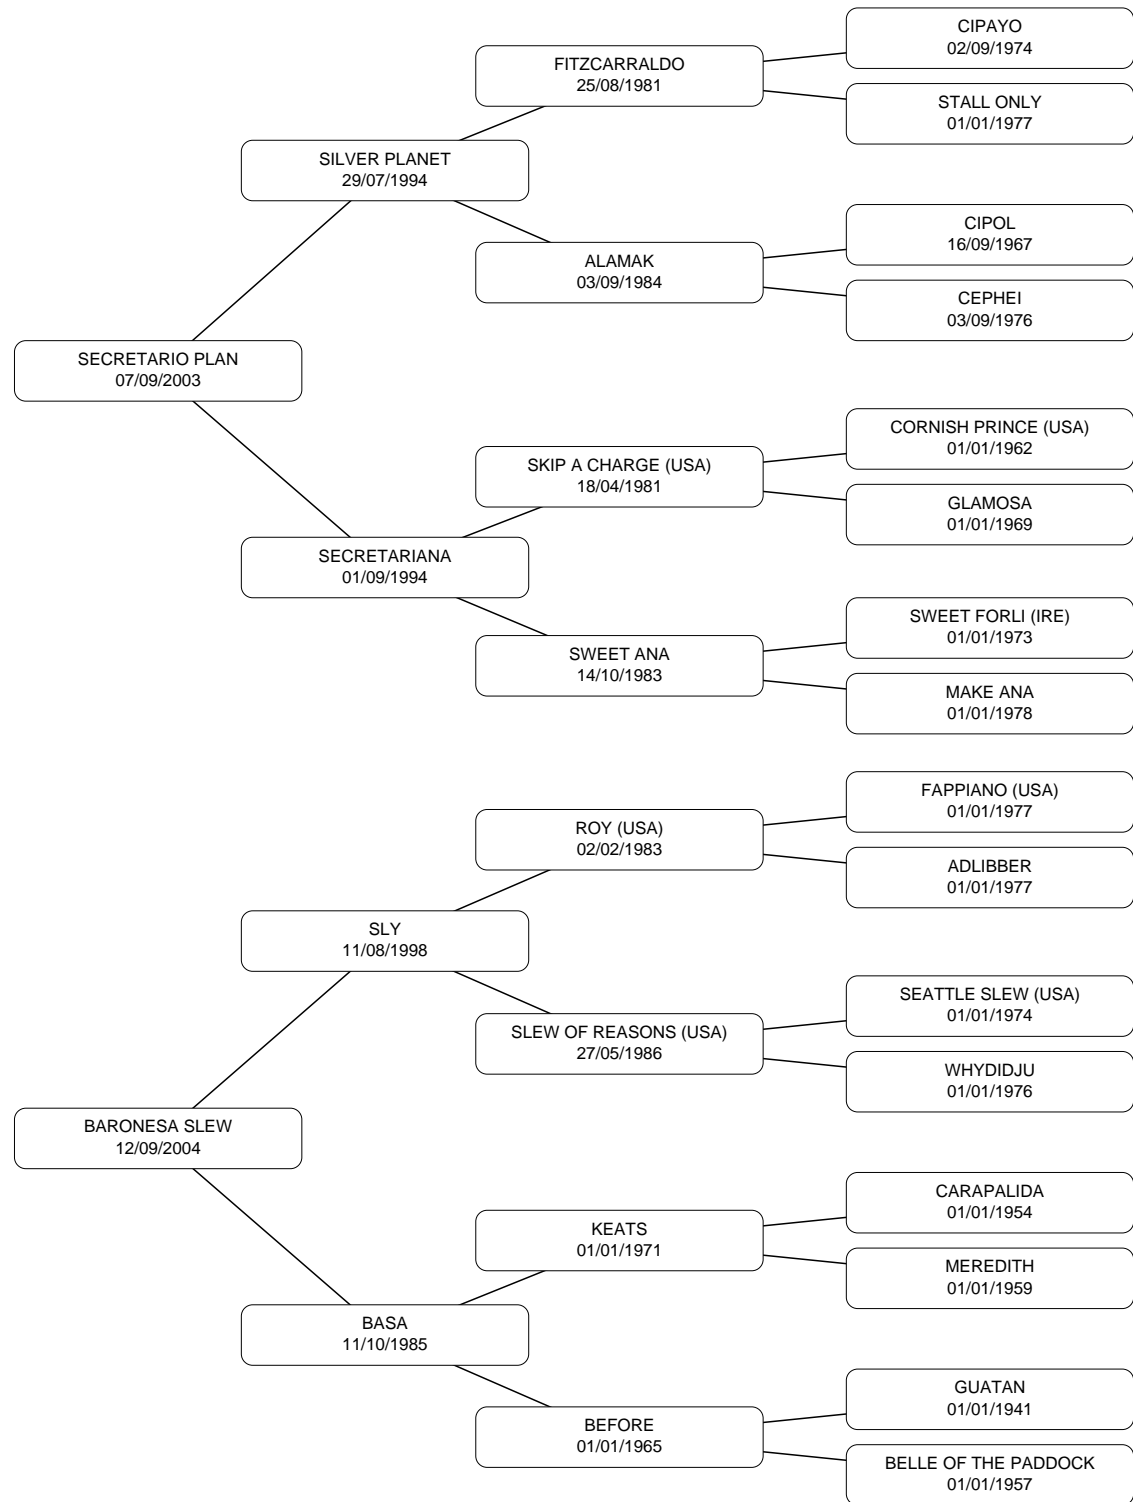 CIPAYO
02/09/1974
FITZCARRALDO
25/08/1981
STALL ONLY
01/01/1977
SILVER PLANET
29/07/1994
CIPOL
16/09/1967
ALAMAK
03/09/1984
CEPHEI
03/09/1976
SECRETARIO PLAN
07/09/2003
CORNISH PRINCE (USA)
01/01/1962
SKIP A CHARGE (USA)
18/04/1981
GLAMOSA
01/01/1969
SECRETARIANA
01/09/1994
SWEET FORLI (IRE)
01/01/1973
SWEET ANA
14/10/1983
MAKE ANA
01/01/1978
FAPPIANO (USA)
01/01/1977
ROY (USA)
02/02/1983
ADLIBBER
01/01/1977
SLY
11/08/1998
SEATTLE SLEW (USA)
01/01/1974
SLEW OF REASONS (USA)
27/05/1986
WHYDIDJU
01/01/1976
BARONESA SLEW
12/09/2004
CARAPALIDA
01/01/1954
KEATS
01/01/1971
MEREDITH
01/01/1959
BASA
11/10/1985
GUATAN
01/01/1941
BEFORE
01/01/1965
BELLE OF THE PADDOCK
01/01/1957